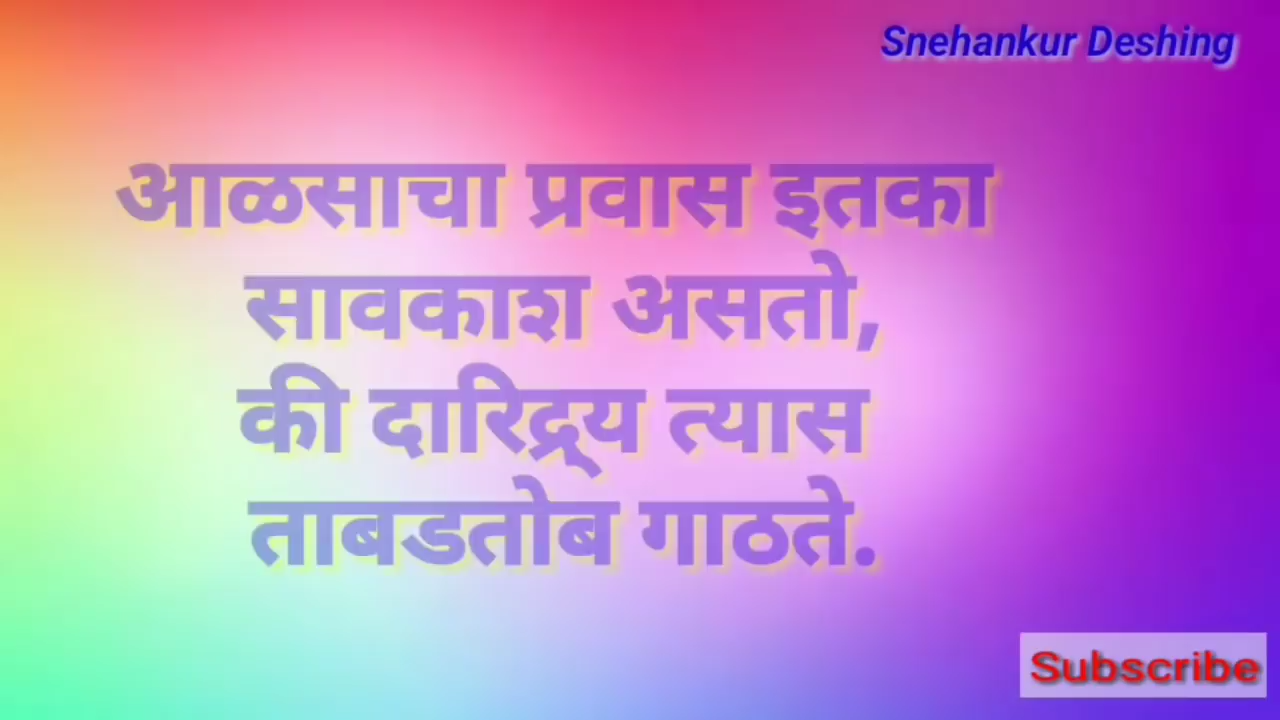 Snehankur Deshing
आळसाचा प्रवास इतका
सावकाश असतो,
की दारिद्र्य त्यास
ताबडतोब गाठते.
Subscribe